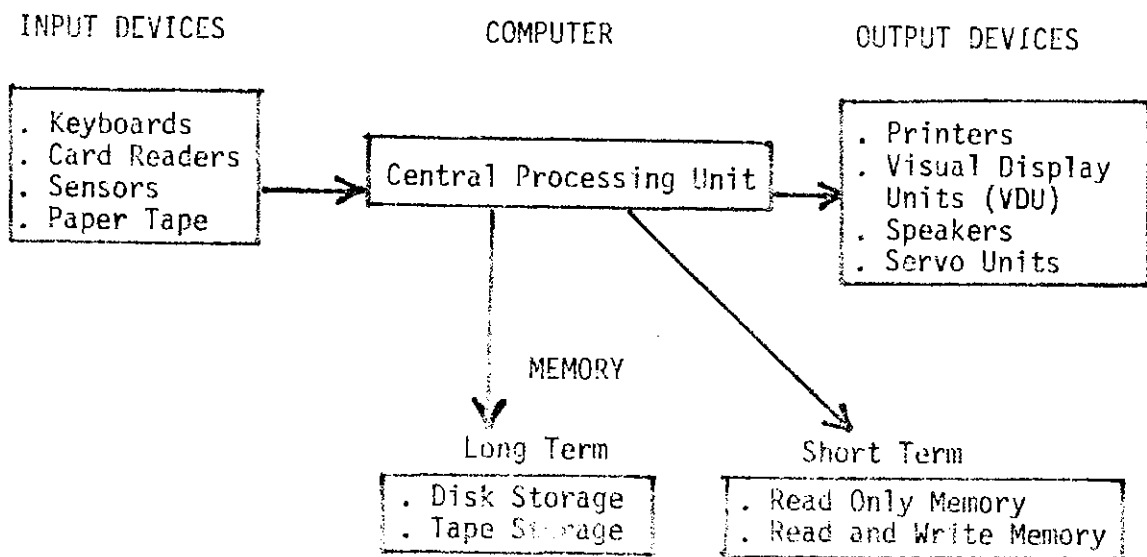 INPUT DEVICES
COMPUTER
OUTPUT DEVICES
. Keyboards
. Card Readers
. Sensors
. Paper Tape
Central Processing Unit
. Printers
. Visual Display
Units (VDU)
. Speakers
. Servo Units
MEMORY
Long Term
. Disk Storage
. Tape Storage
Short Term
. Read Only Memory
. Read and Write Memory